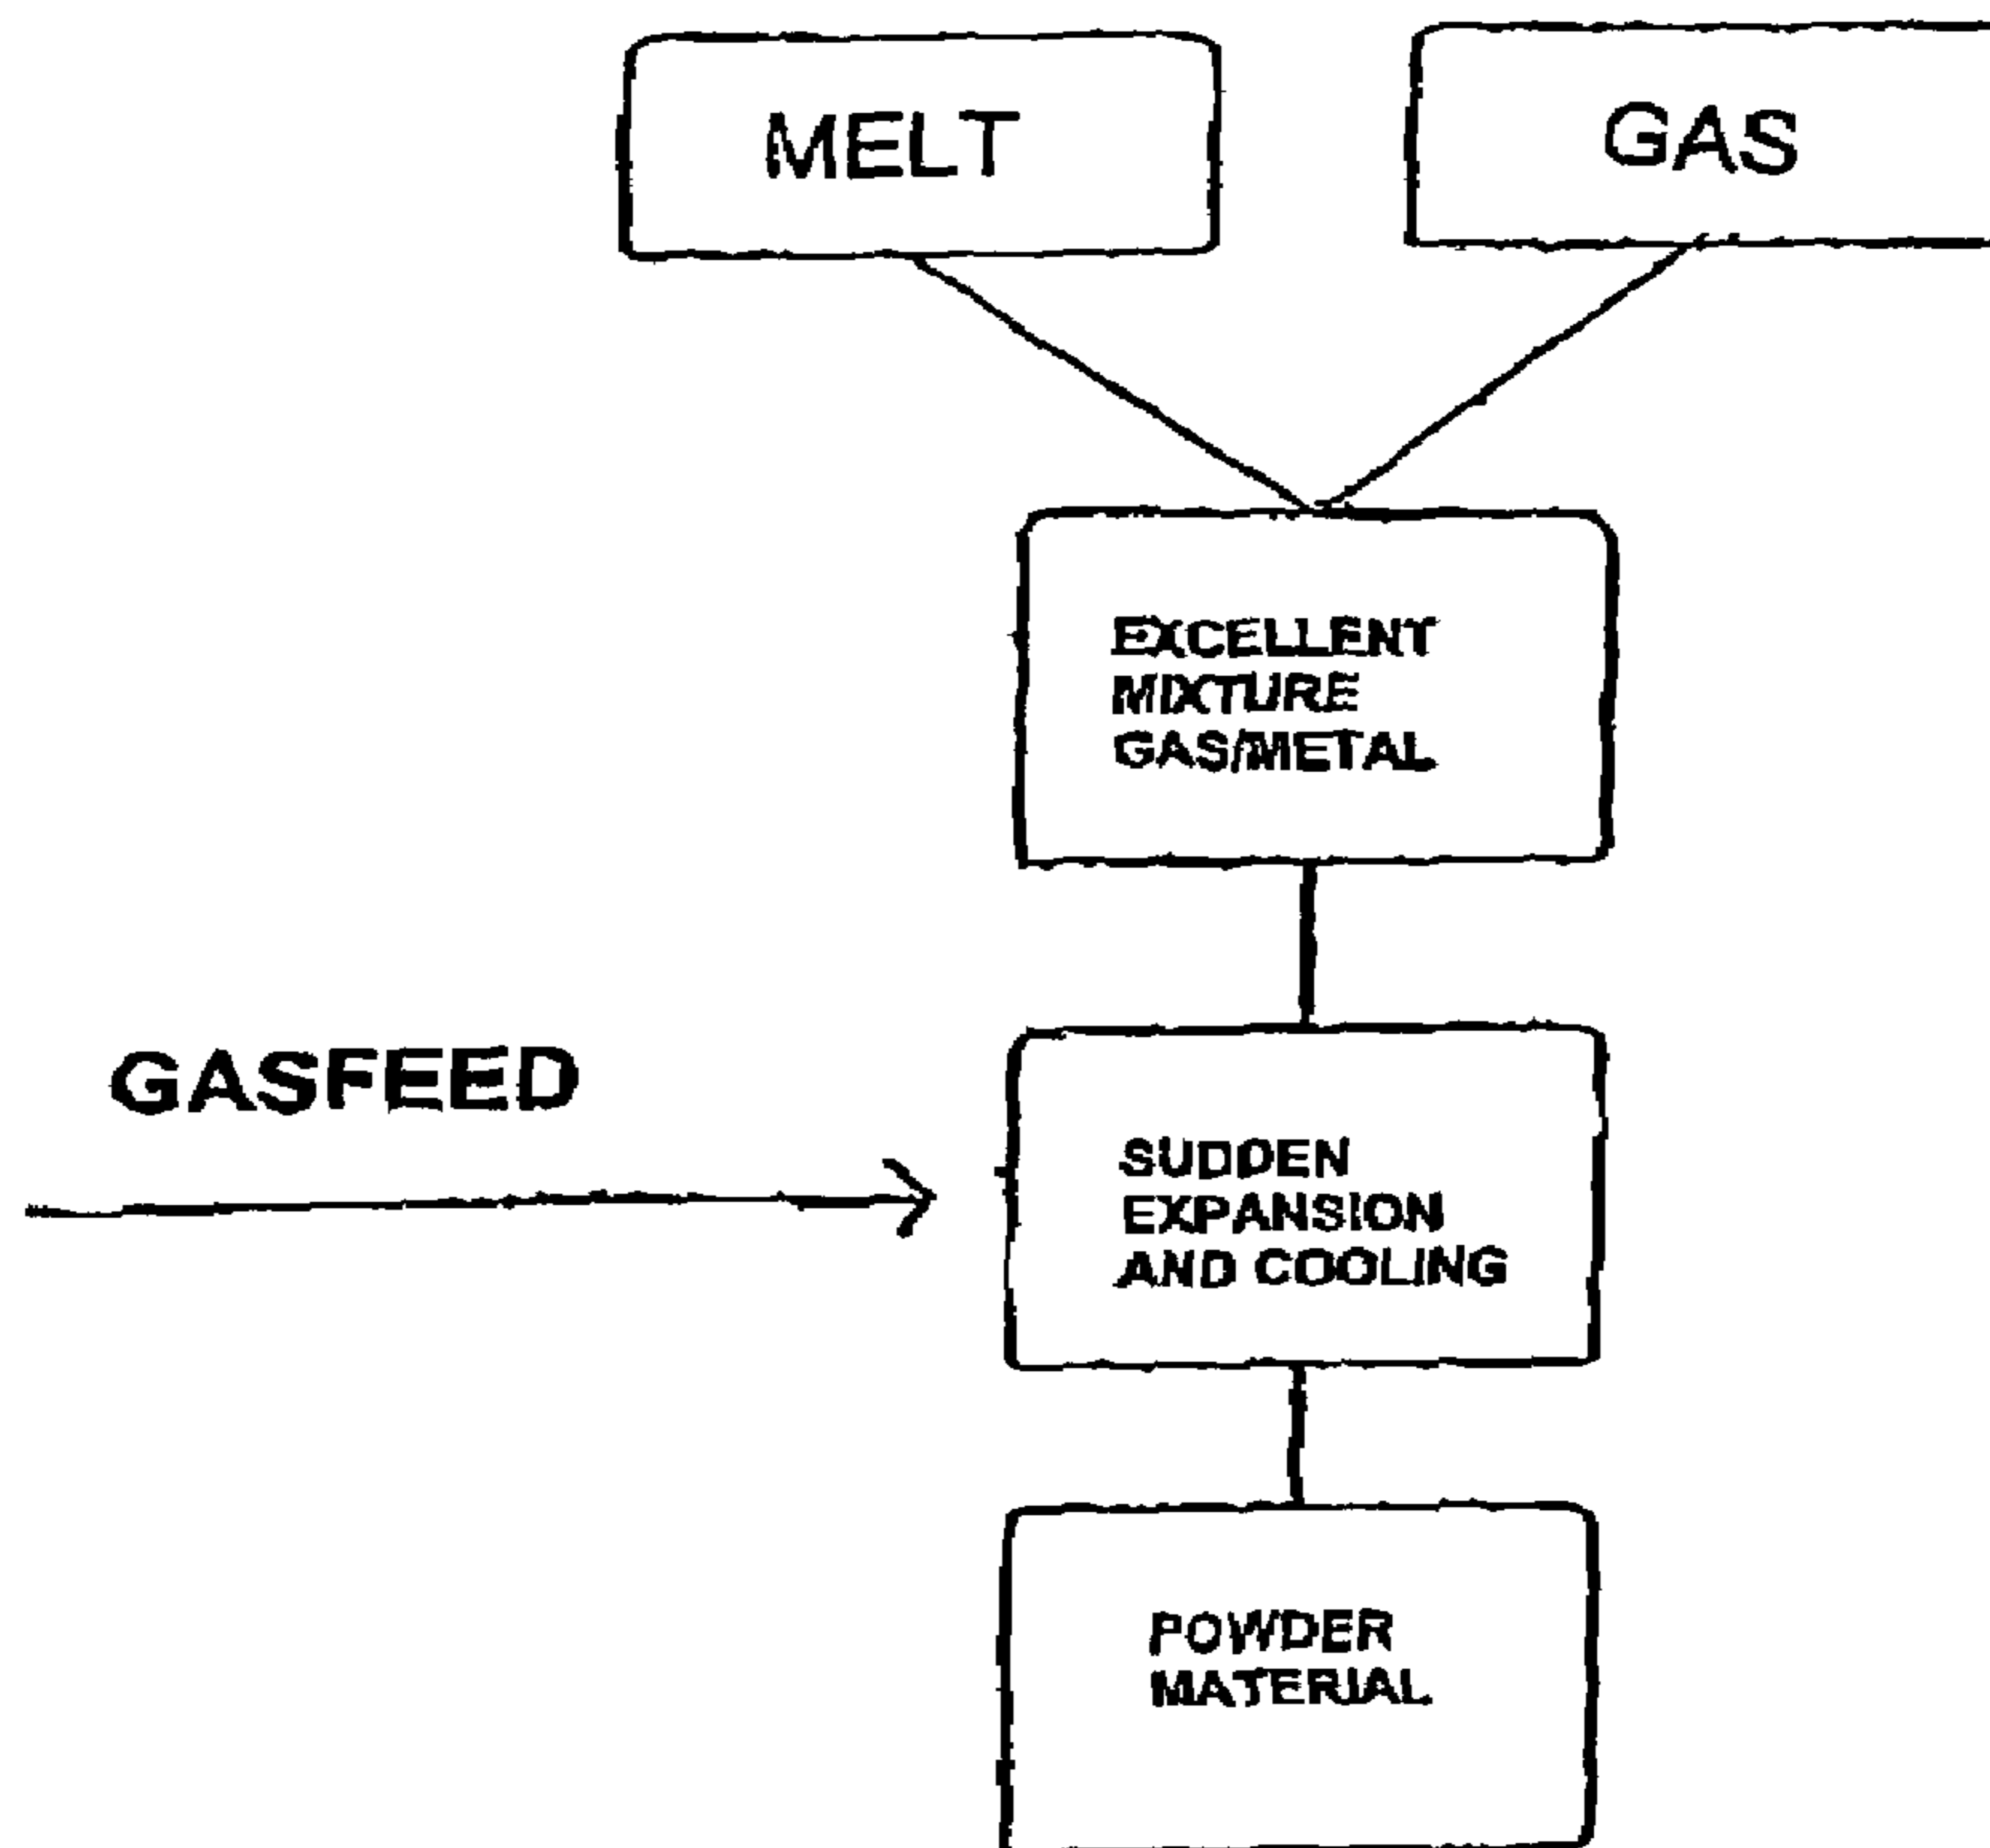 MELT
GAS
EXCELLENT
MIXTURE
GAS/METAL
GASFEED
SUDDEN
EXPANSION
AND COOLING
POWDER
MATERIAL